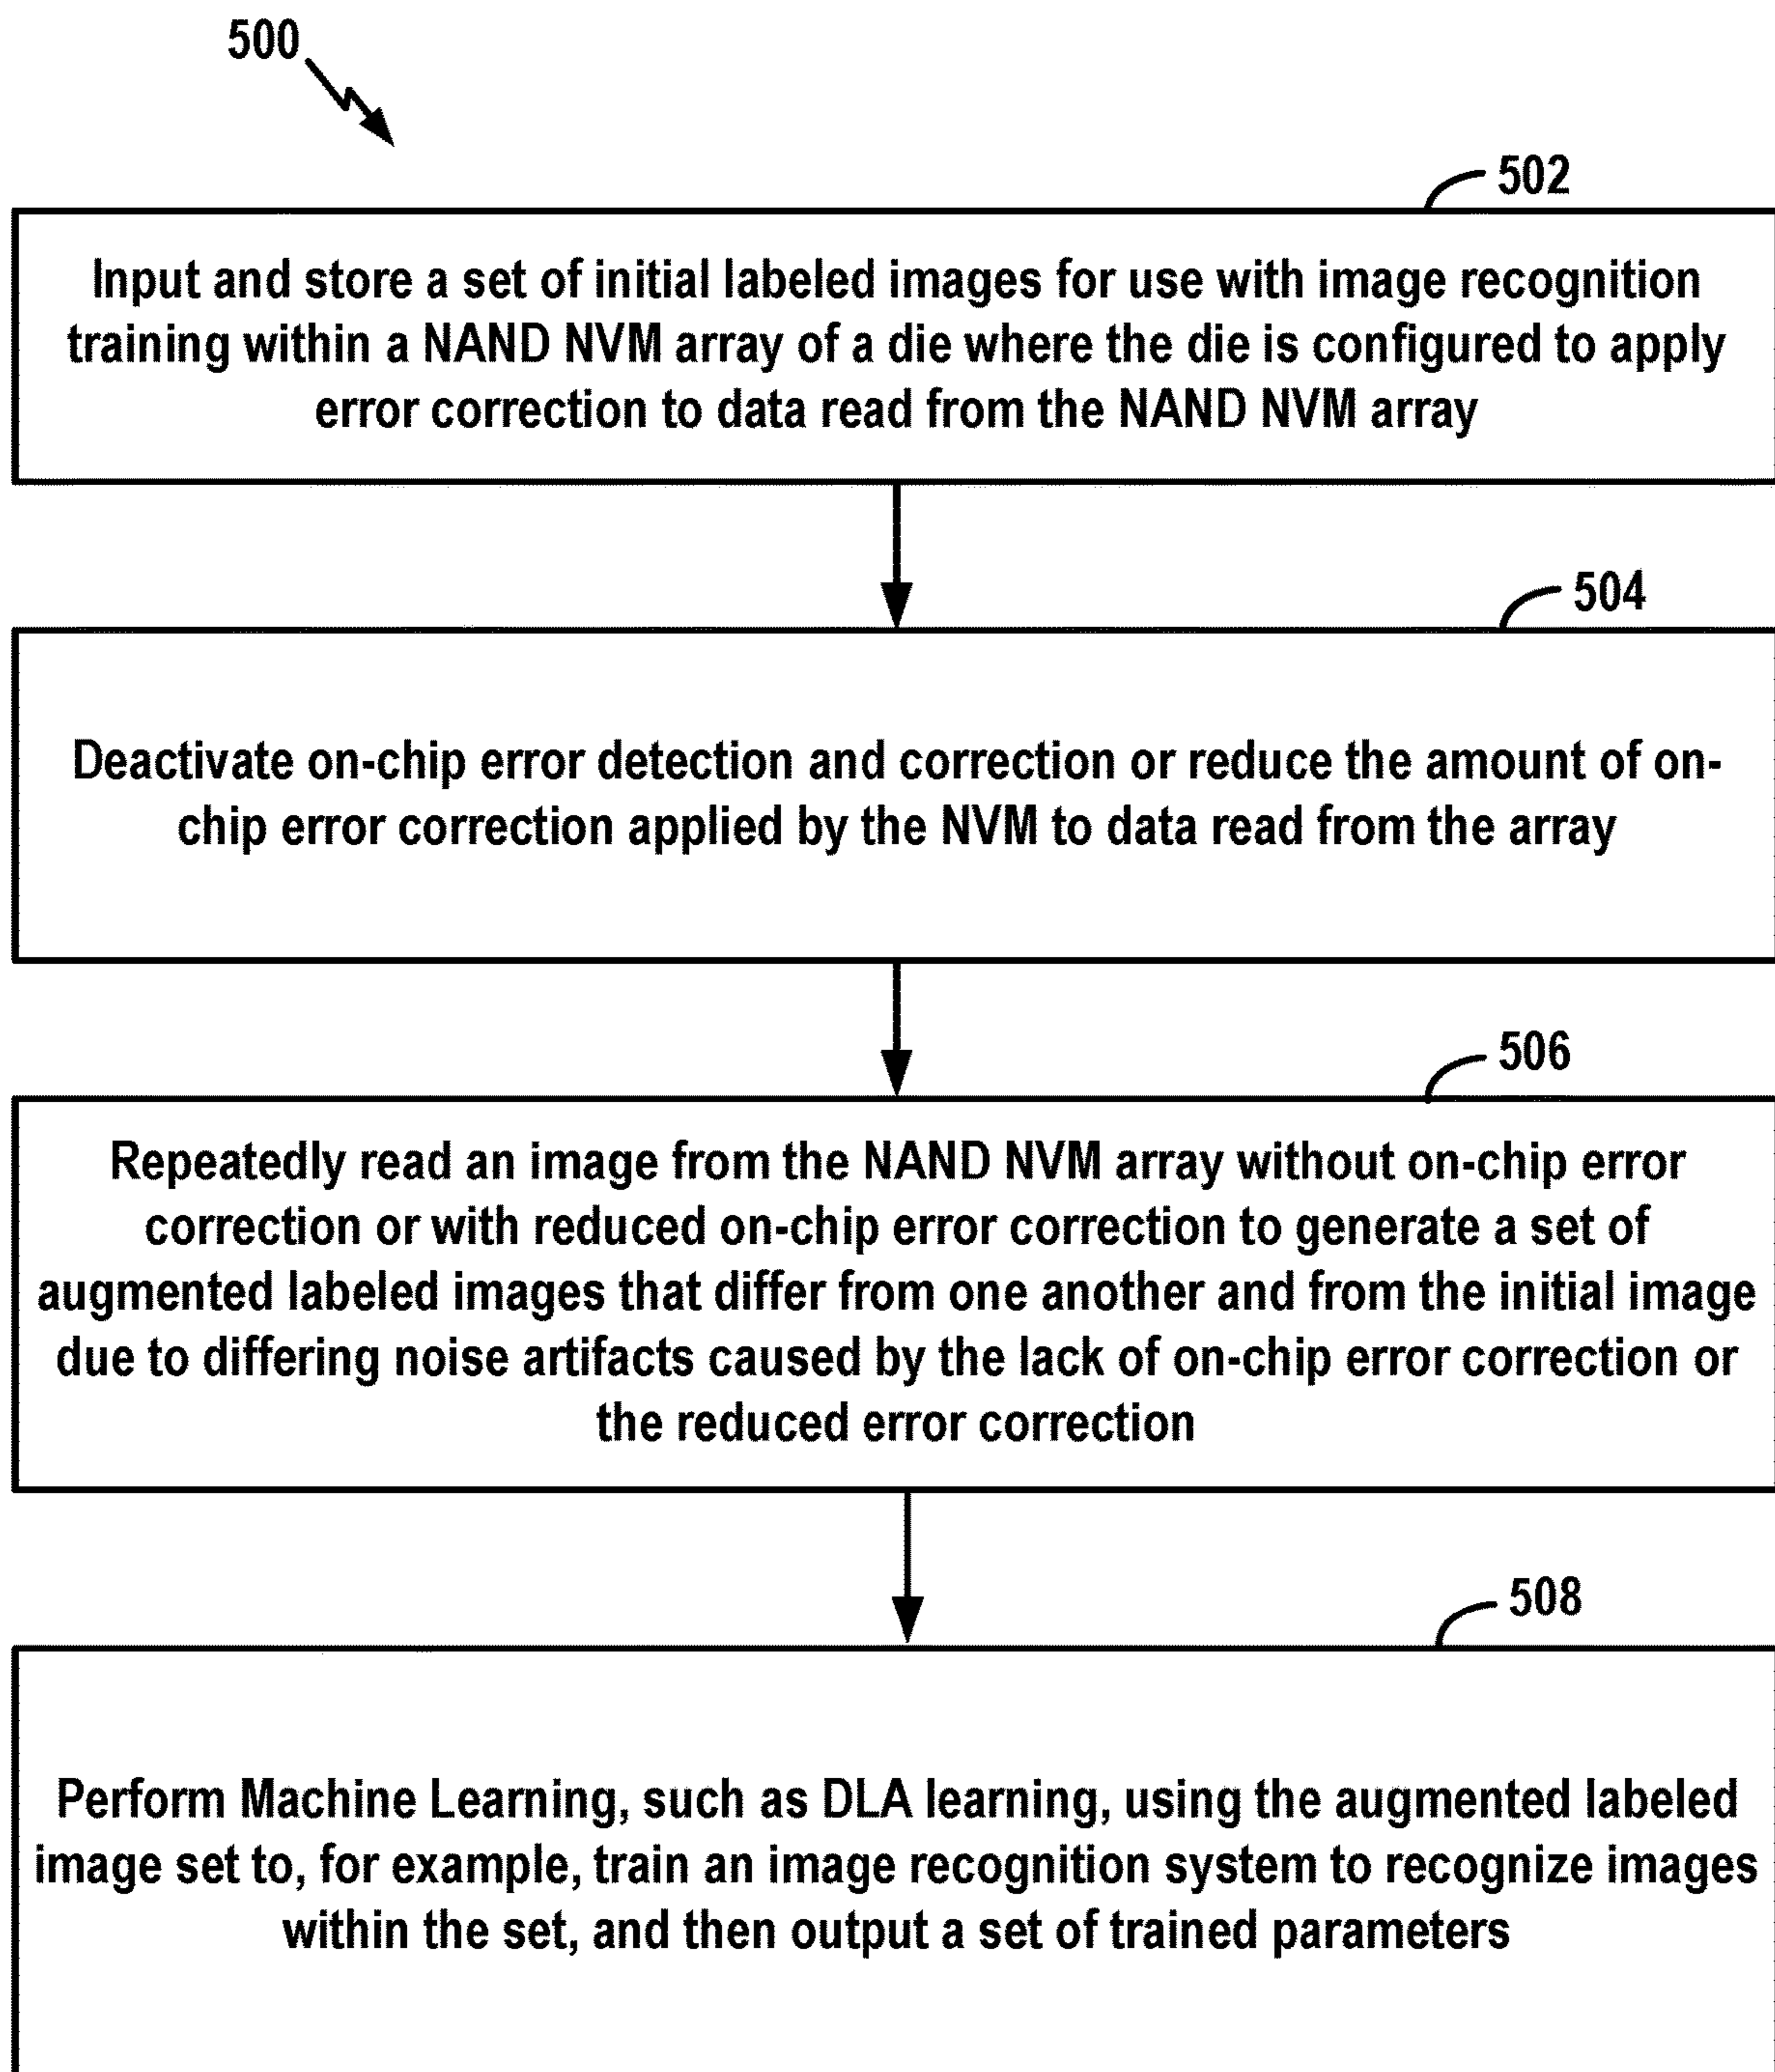 500
502
Input and store a set of initial labeled images for use with image recognition
training within a NAND NVM array of a die where the die is configured to apply
error correction to data read from the NAND NVM array
504
Deactivate on-chip error detection and correction or reduce the amount of on-
chip error correction applied by the NVM to data read from the array
506
Repeatedly read an image from the NAND NVM array without on-chip error
correction or with reduced on-chip error correction to generate a set of
augmented labeled images that differ from one another and from the initial image
due to differing noise artifacts caused by the lack of on-chip error correction or
the reduced error correction
508
Perform Machine Learning, such as DLA learning, using the augmented labeled
image set to, for example, train an image recognition system to recognize images
within the set, and then output a set of trained parameters